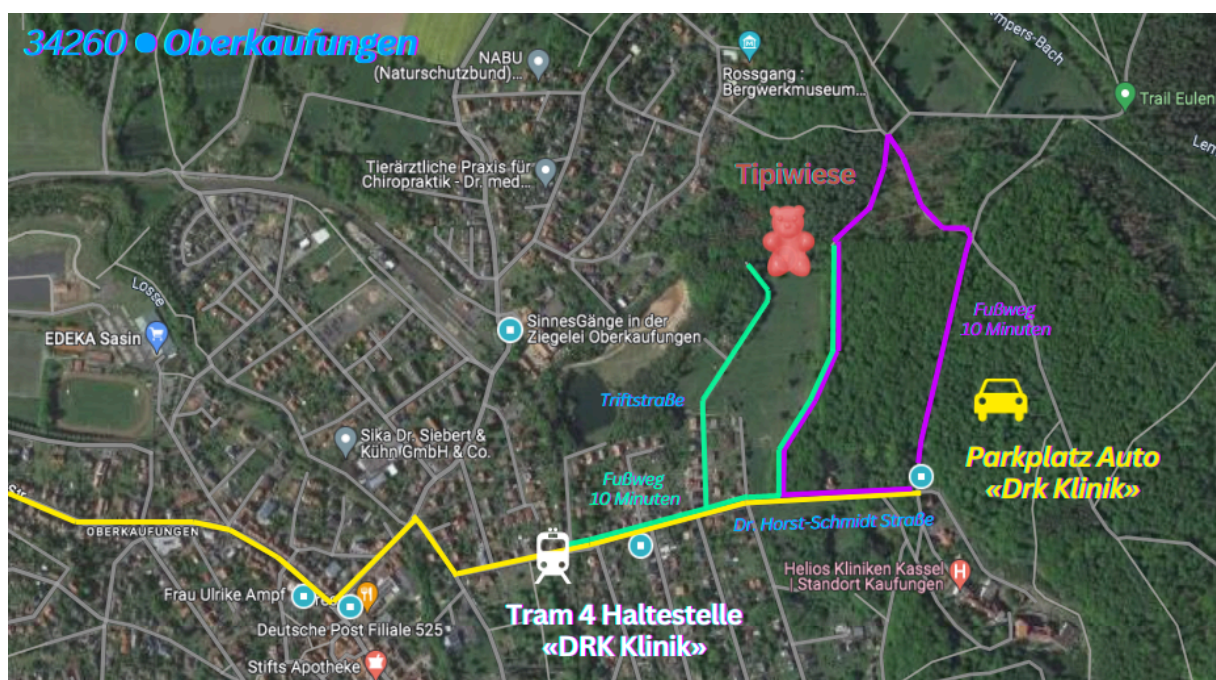 34260 • Oberkaufungen
NABU
(Naturschutzbund)...
Rossgang :
Bergwerkmuseum...
Trail Eulen
Tierärztliche Praxis für
Chiropraktik - Dr. med...
Tipiwiese
Losse
EDEKA Sasin
SinnesGänge in der
Ziegelei Oberkaufungen
Fußweg
10 Minuten
Triftstraße
Sika Dr. Siebert &
Kühn GmbH & Co.
Parkplatz Auto
«Drk Klinik»
Fußweg
10 Minuten
Dr. Horst-Schmidt Straße
OBERKAUFUNGEN
Helios Kliniken Kassel
| Standort Kaufungen
H
Frau Ulrike Ampf
Tram 4 Haltestelle
«DRK Klinik»
Deutsche Post Filiale 525
Stifts Apotheke